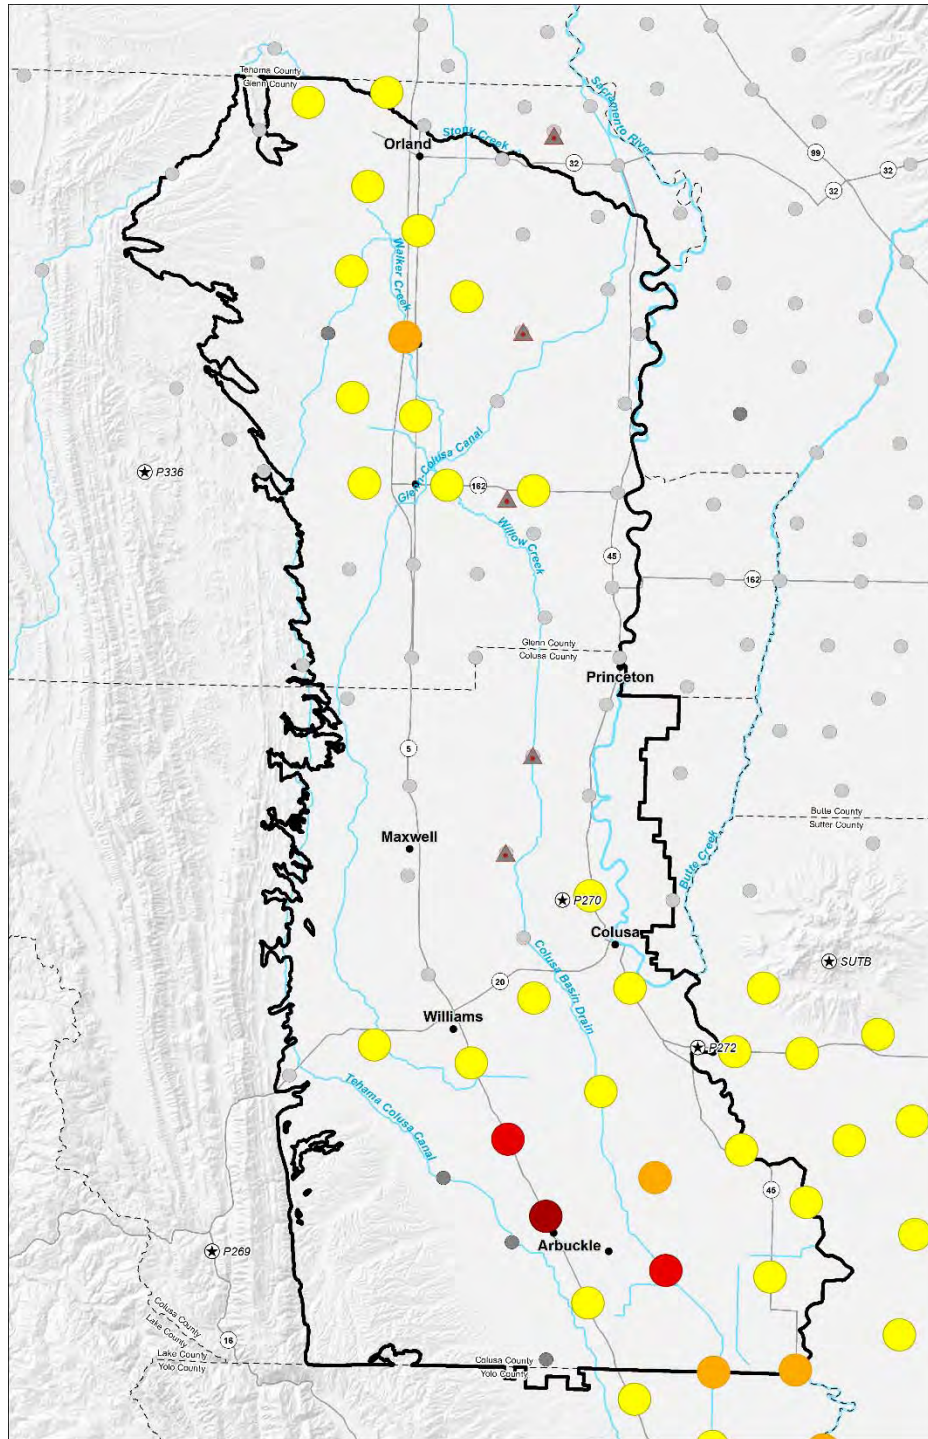 Tehama County
Glenn County
Sacramento River
Stony Creek
Orland
32
99
32
32
Walker Creek
Glenn-Colusa Canal
P336
162
Willow Creek
45
162
Glenn County
Colusa County
Princeton
5
Butte County
Sutter County
Maxwell
Butte Creek
P270
Colusa
SUTB
Colusa Basin Drain
20
Williams
P272
Tehama Colusa Canal
45
P269
Arbuckle
Colusa County
Lake County
16
Lake County
Yolo County
Colusa County
Yolo County